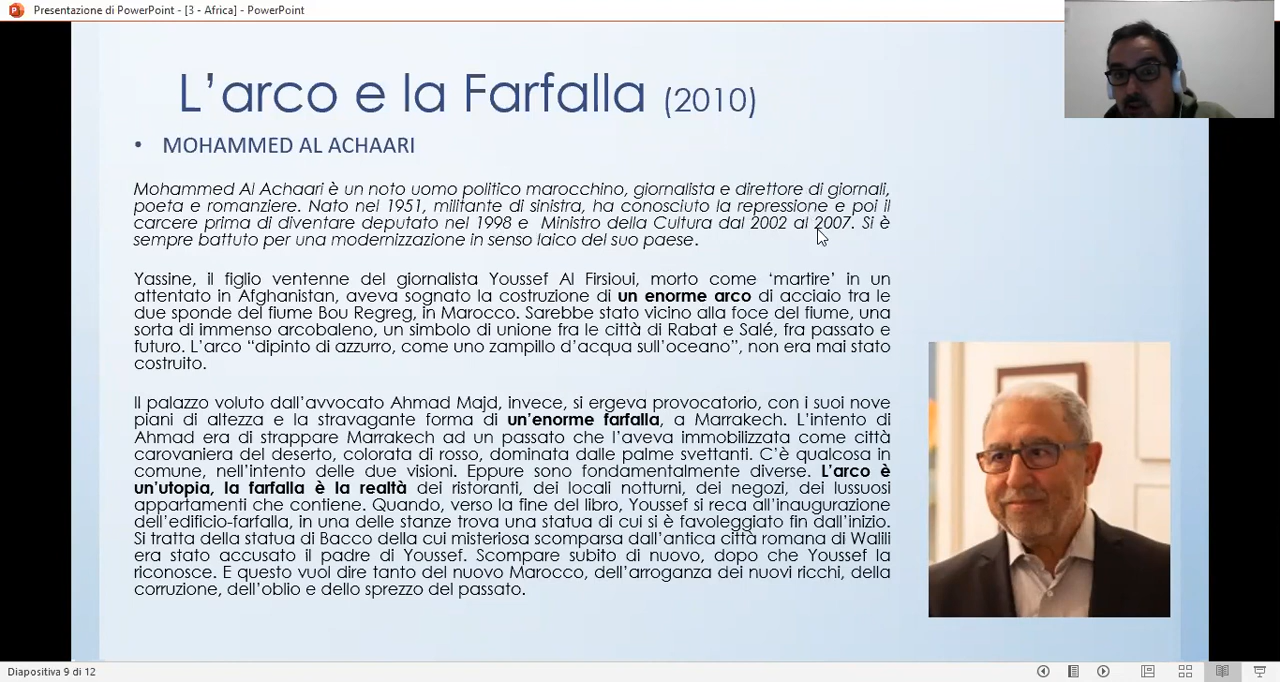 Presentazione di PowerPoint - [3 - Africa] - PowerPoint
L’arco e la Farfalla (2010)
• MOHAMMED AL ACHAARI
Mohammed Al Achaari è un noto uomo politico marocchino, giornalista e direttore di giornali,
poeta e romanziere. Nato nel 1951, militante di sinistra, ha conosciuto la repressione e poi il
carcere prima di diventare deputato nel 1998 e Ministro della Cultura dal 2002 al 2007. Si è
sempre battuto per una modernizzazione in senso laico del suo paese.
Yassine, il figlio ventenne del giornalista Youssef Al Firsioui, morto come ‘martire’ in un
attentato in Afghanistan, aveva sognato la costruzione di un enorme arco di acciaio tra le
due sponde del fiume Bou Regreg, in Marocco. Sarebbe stato vicino alla foce del fiume, una
sorta di immenso arcobaleno, un simbolo di unione fra le città di Rabat e Salé, fra passato e
futuro. L’arco “dipinto di azzurro, come uno zampillo d’acqua sull’oceano”, non era mai stato
costruito.
Il palazzo voluto dall’avvocato Ahmad Majd, invece, si ergeva provocatorio, con i suoi nove
piani di altezza e la stravagante forma di un’enorme farfalla, a Marrakech. L’intento di
Ahmad era di strappare Marrakech ad un passato che l’aveva immobilizzata come città
carovaniera del deserto, colorata di rosso, dominata dalle palme svettanti. C’è qualcosa in
comune, nell’intento delle due visioni. Eppure sono fondamentalmente diverse. L’arco è
un’utopia, la farfalla è la realtà dei ristoranti, dei locali notturni, dei negozi, dei lussuosi
appartamenti che contiene. Quando, verso la fine del libro, Youssef si reca all’inaugurazione
dell’edificio-farfalla, in una delle stanze trova una statua di cui si è favoleggiato fin dall’inizio.
Si tratta della statua di Bacco della cui misteriosa scomparsa dall’antica città romana di Walili
era stato accusato il padre di Youssef. Scompare subito di nuovo, dopo che Youssef la
riconosce. E questo vuol dire tanto del nuovo Marocco, dell’arroganza dei nuovi ricchi, della
corruzione, dell’oblio e dello sprezzo del passato.
Diapositiva 9 di 12